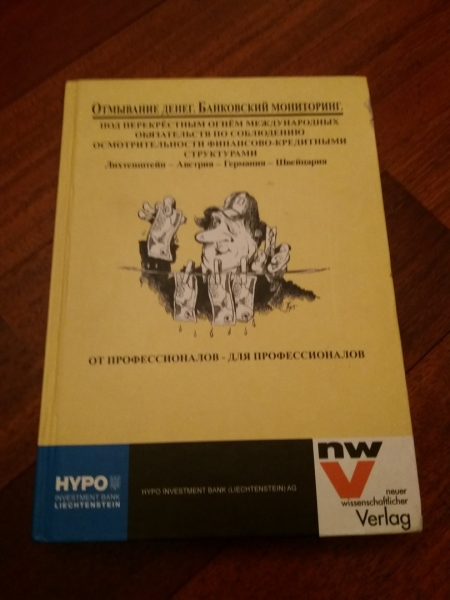 ОТМЫВАНИЕ ДЕНЕГ. БАНКОВСКИЙ МОНИТОРИНГ.
ПОД ПЕРЕКРЁСТНЫМ ОГНЁМ МЕЖДУНАРОДНЫХ
ОБЯЗАТЕЛЬСТВ ПО СОБЛЮДЕНИЮ
ОСМОТРИТЕЛЬНОСТИ ФИНАНСОВО-КРЕДИТНЫМИ
СТРУКТУРАМИ
Лихтенштейн – Австрия – Германия – Швейцария
ОТ ПРОФЕССИОНАЛОВ - ДЛЯ ПРОФЕССИОНАЛОВ
HYPO
INVESTMENT BANK
LIECHTENSTEIN
HYPO INVESTMENT BANK (LIECHTENSTEIN) AG
nw
V
neuer
wissenschaftlicher
Verlag